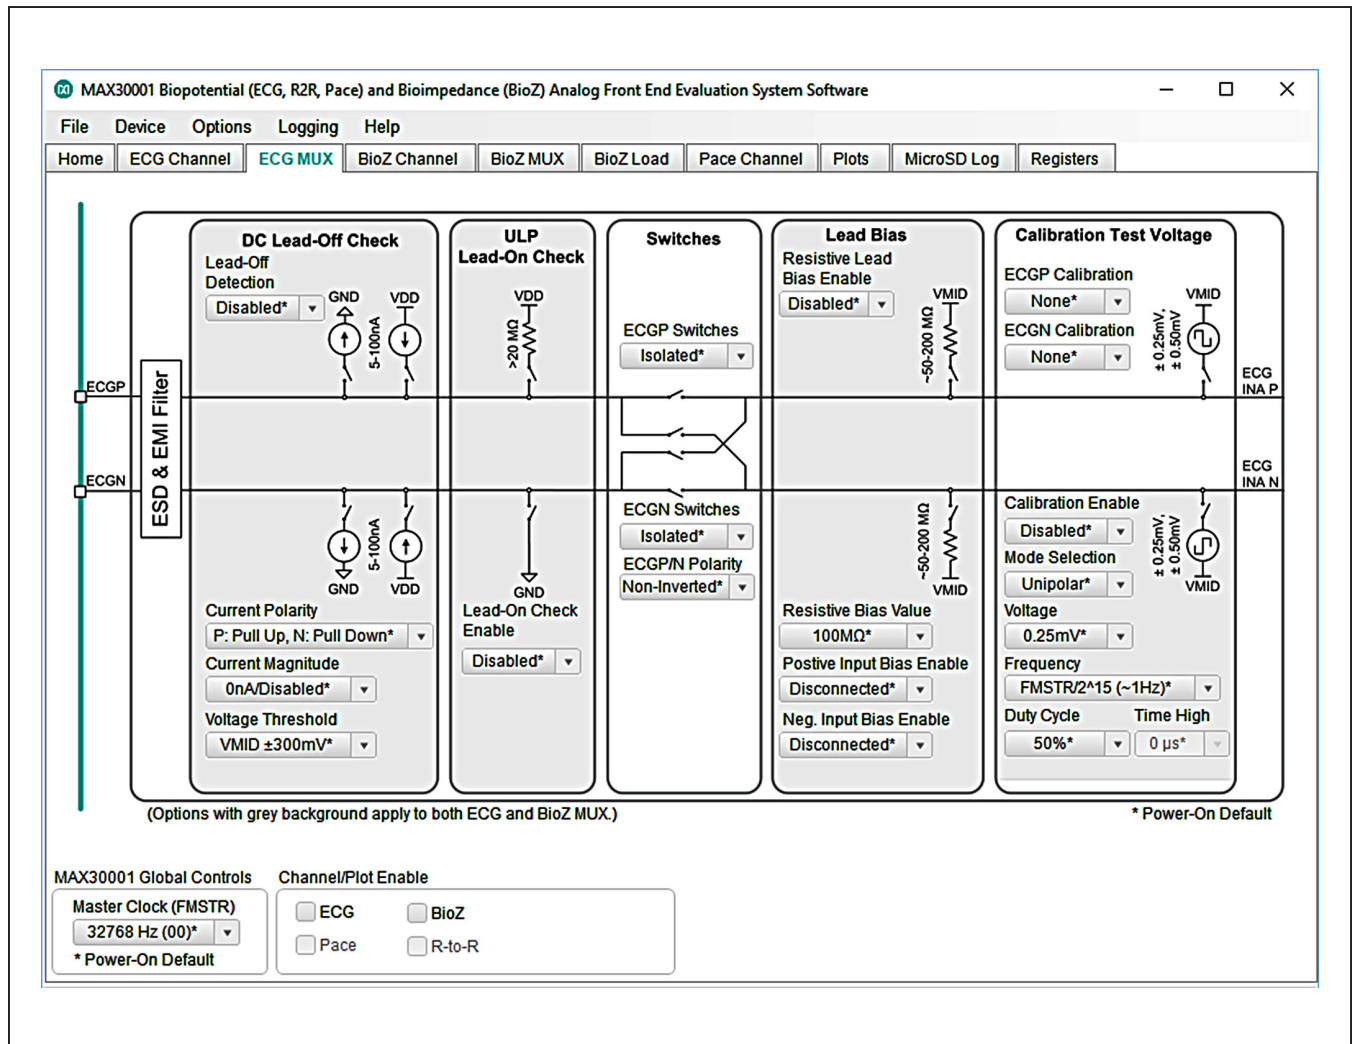 MAX30001 Biopotential (ECG, R2R, Pace) and Bioimpedance (BioZ) Analog Front End Evaluation System Software
File Device Options Logging Help
Home ECG Channel ECG MUX BioZ Channel BioZ MUX BioZ Load Pace Channel Plots MicroSD Log Registers
ECGP
ECGN
ESD & EMI Filter
DC Lead-Off Check
Lead-Off
Detection
Disabled*
GND VDD
5-100nA
5-100nA
GND VDD
Current Polarity
P: Pull Up, N: Pull Down*
Current Magnitude
0nA/Disabled*
Voltage Threshold
VMID ±300mV*
ULP
Lead-On Check
VDD
>20 MΩ
GND
Lead-On Check
Enable
Disabled*
Switches
ECGP Switches
Isolated*
ECGN Switches
Isolated*
ECGP/N Polarity
Non-Inverted*
Lead Bias
Resistive Lead
Bias Enable
Disabled*
VMID
~50-200 MΩ
~50-200 MΩ
VMID
Resistive Bias Value
100MΩ*
Postive Input Bias Enable
Disconnected*
Neg. Input Bias Enable
Disconnected*
Calibration Test Voltage
ECGP Calibration
None*
ECGN Calibration
None*
VMID
± 0.25mV,
± 0.50mV
Calibration Enable
Disabled*
Mode Selection
Unipolar*
± 0.25mV,
± 0.50mV
VMID
Voltage
0.25mV*
Frequency
FMSTR/2^15 (~1Hz)*
Duty Cycle Time High
50%* 0 µs*
ECG
INA P
ECG
INA N
(Options with grey background apply to both ECG and BioZ MUX.)
* Power-On Default
MAX30001 Global Controls
Master Clock (FMSTR)
32768 Hz (00)*
* Power-On Default
Channel/Plot Enable
ECG BioZ
Pace R-to-R